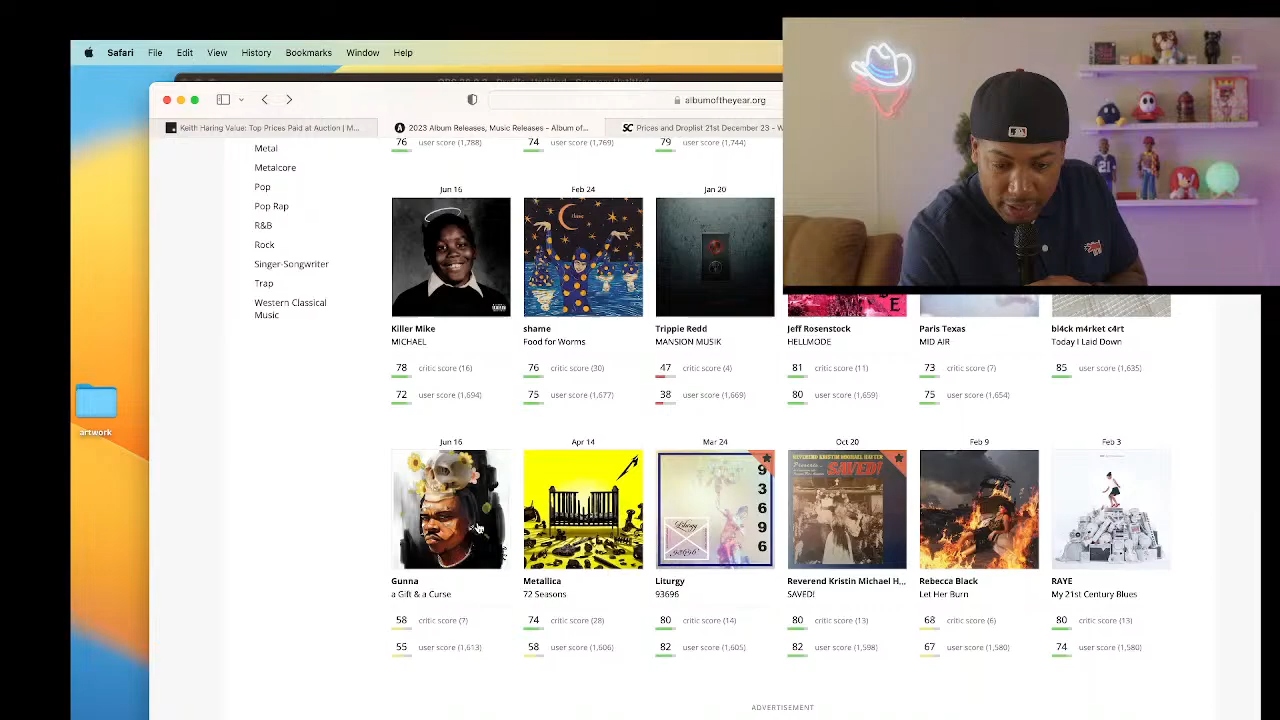 Safari File Edit View History Bookmarks Window Help
albumoftheyear.org
Keith Haring Value: Top Prices Paid at Auction | M...
2023 Album Releases, Music Releases - Album of...
Prices and Droplist 21st December 23 - W
Metal
Metalcore
Pop
Pop Rap
R&B
Rock
Singer-Songwriter
Trap
Western Classical
Music
76 user score (1,788)
74 user score (1,769)
79 user score (1,744)
Jun 16
Feb 24
Jan 20
Killer Mike
MICHAEL
78 critic score (16)
72 user score (1,694)
shame
Food for Worms
76 critic score (30)
75 user score (1,677)
Trippie Redd
MANSION MUSIK
47 critic score (4)
38 user score (1,669)
Jeff Rosenstock
HELLMODE
81 critic score (11)
80 user score (1,659)
Paris Texas
MID AIR
73 critic score (7)
75 user score (1,654)
bl4ck m4rket c4rt
Today I Laid Down
85 user score (1,635)
Jun 16
Apr 14
Mar 24
Oct 20
Feb 9
Feb 3
93696
Liturgy
93696
SAVED!
Gunna
a Gift & a Curse
58 critic score (7)
55 user score (1,613)
Metallica
72 Seasons
74 critic score (28)
58 user score (1,606)
Liturgy
93696
80 critic score (14)
82 user score (1,605)
Reverend Kristin Michael H...
SAVED!
80 critic score (13)
82 user score (1,598)
Rebecca Black
Let Her Burn
68 critic score (6)
67 user score (1,580)
RAYE
My 21st Century Blues
80 critic score (13)
74 user score (1,580)
ADVERTISEMENT
artwork
21